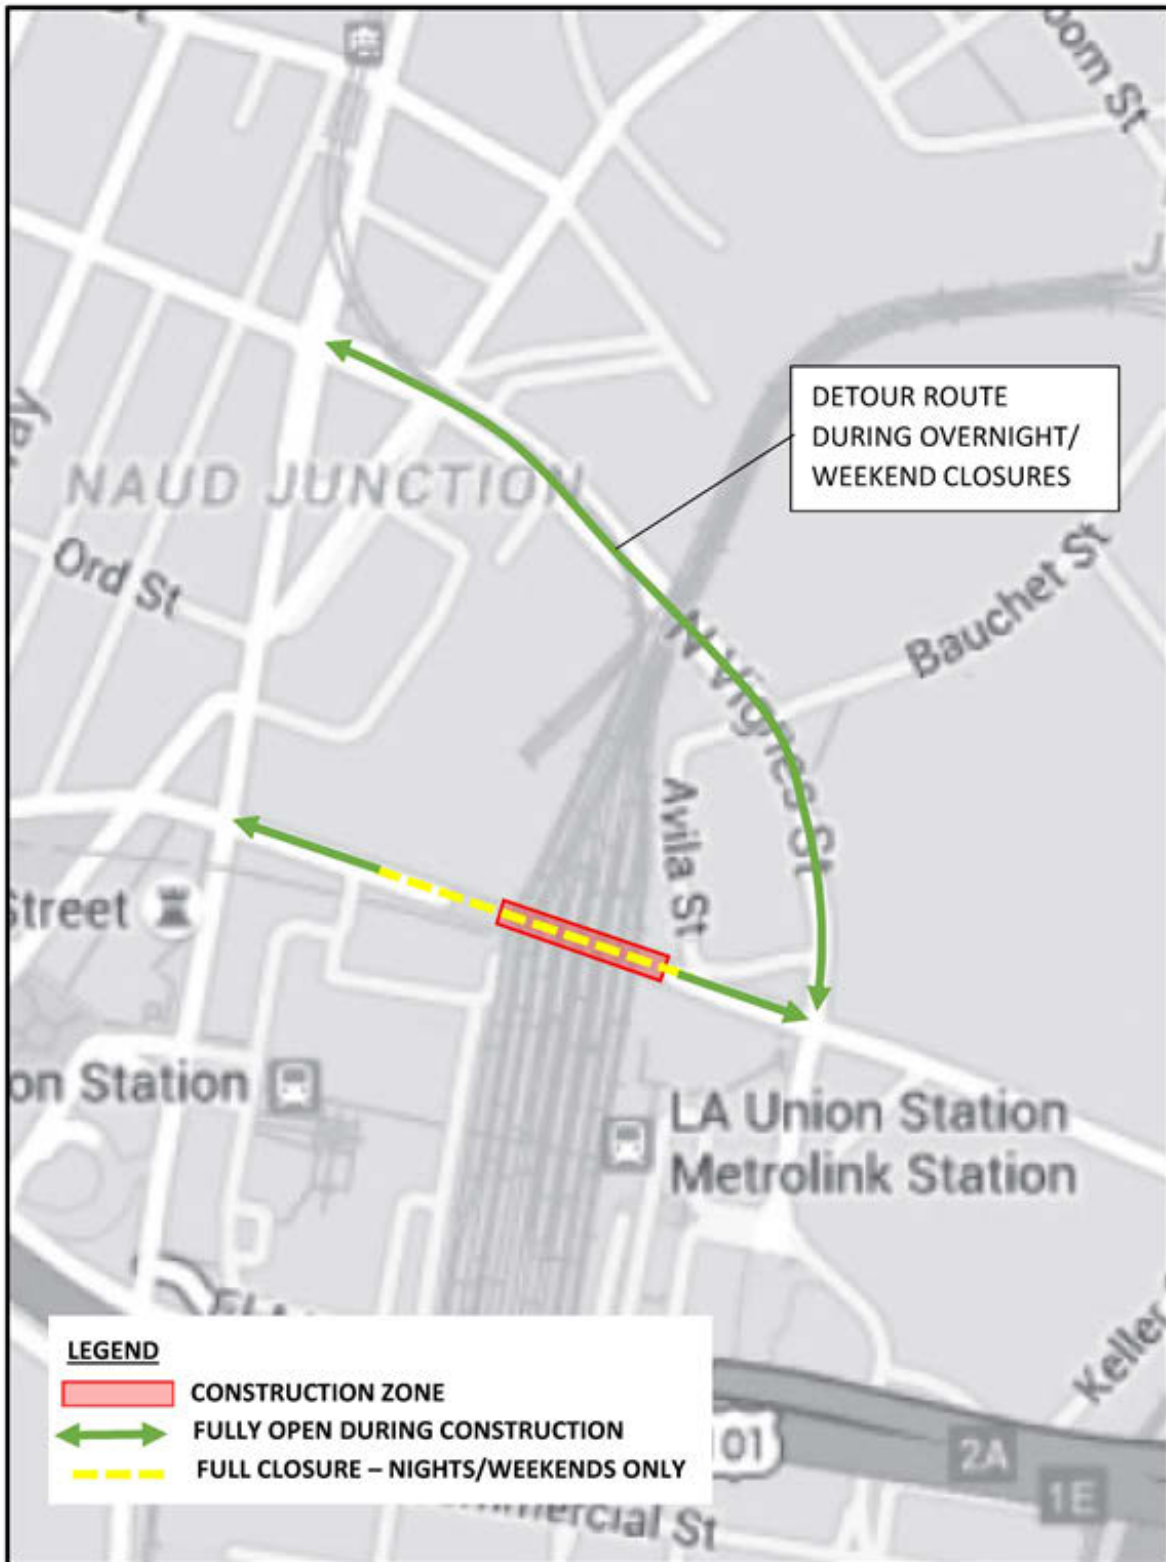 oom St
J
DETOUR ROUTE
DURING OVERNIGHT/
WEEKEND CLOSURES
NAUD JUNCTION
Ord St
Bauchet St
N Vignes St
Avila St
Street
on Station
LA Union Station
Metrolink Station
Keller
LEGEND
CONSTRUCTION ZONE
FULLY OPEN DURING CONSTRUCTION
FULL CLOSURE – NIGHTS/WEEKENDS ONLY
101
2A
1E
mmercial St